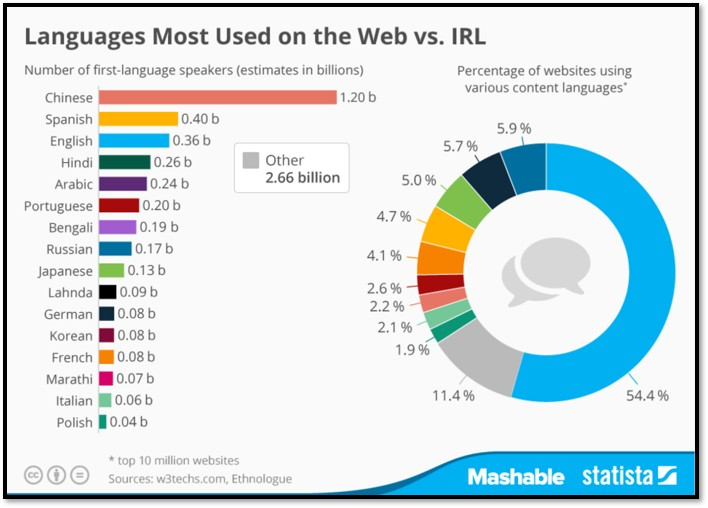 Languages Most Used on the Web vs. IRL
Number of first-language speakers (estimates in billions)
Chinese 1.20 b
Spanish 0.40 b
English 0.36 b
Hindi 0.26 b
Arabic 0.24 b
Portuguese 0.20 b
Bengali 0.19 b
Russian 0.17 b
Japanese 0.13 b
Lahnda 0.09 b
German 0.08 b
Korean 0.08 b
French 0.08 b
Marathi 0.07 b
Italian 0.06 b
Polish 0.04 b
Other
2.66 billion
Percentage of websites using
various content languages*
5.9 %
5.7 %
5.0 %
4.7 %
4.1 %
2.6 %
2.2 %
2.1 %
1.9 %
11.4 %
54.4 %
* top 10 million websites
Sources: w3techs.com, Ethnologue
cc
Mashable statista